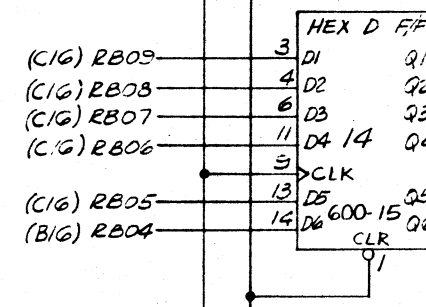 HEX D F/F
(C16) RB09 3 D1 Q1
(C16) RB08 4 D2 Q2
(C16) RB07 6 D3 Q3
(C16) RB06 11 D4 14 Q4
9 CLK
(C16) RB05 13 D5 Q5
(B16) RB04 14 D6 600-15 Q6
CLR
1